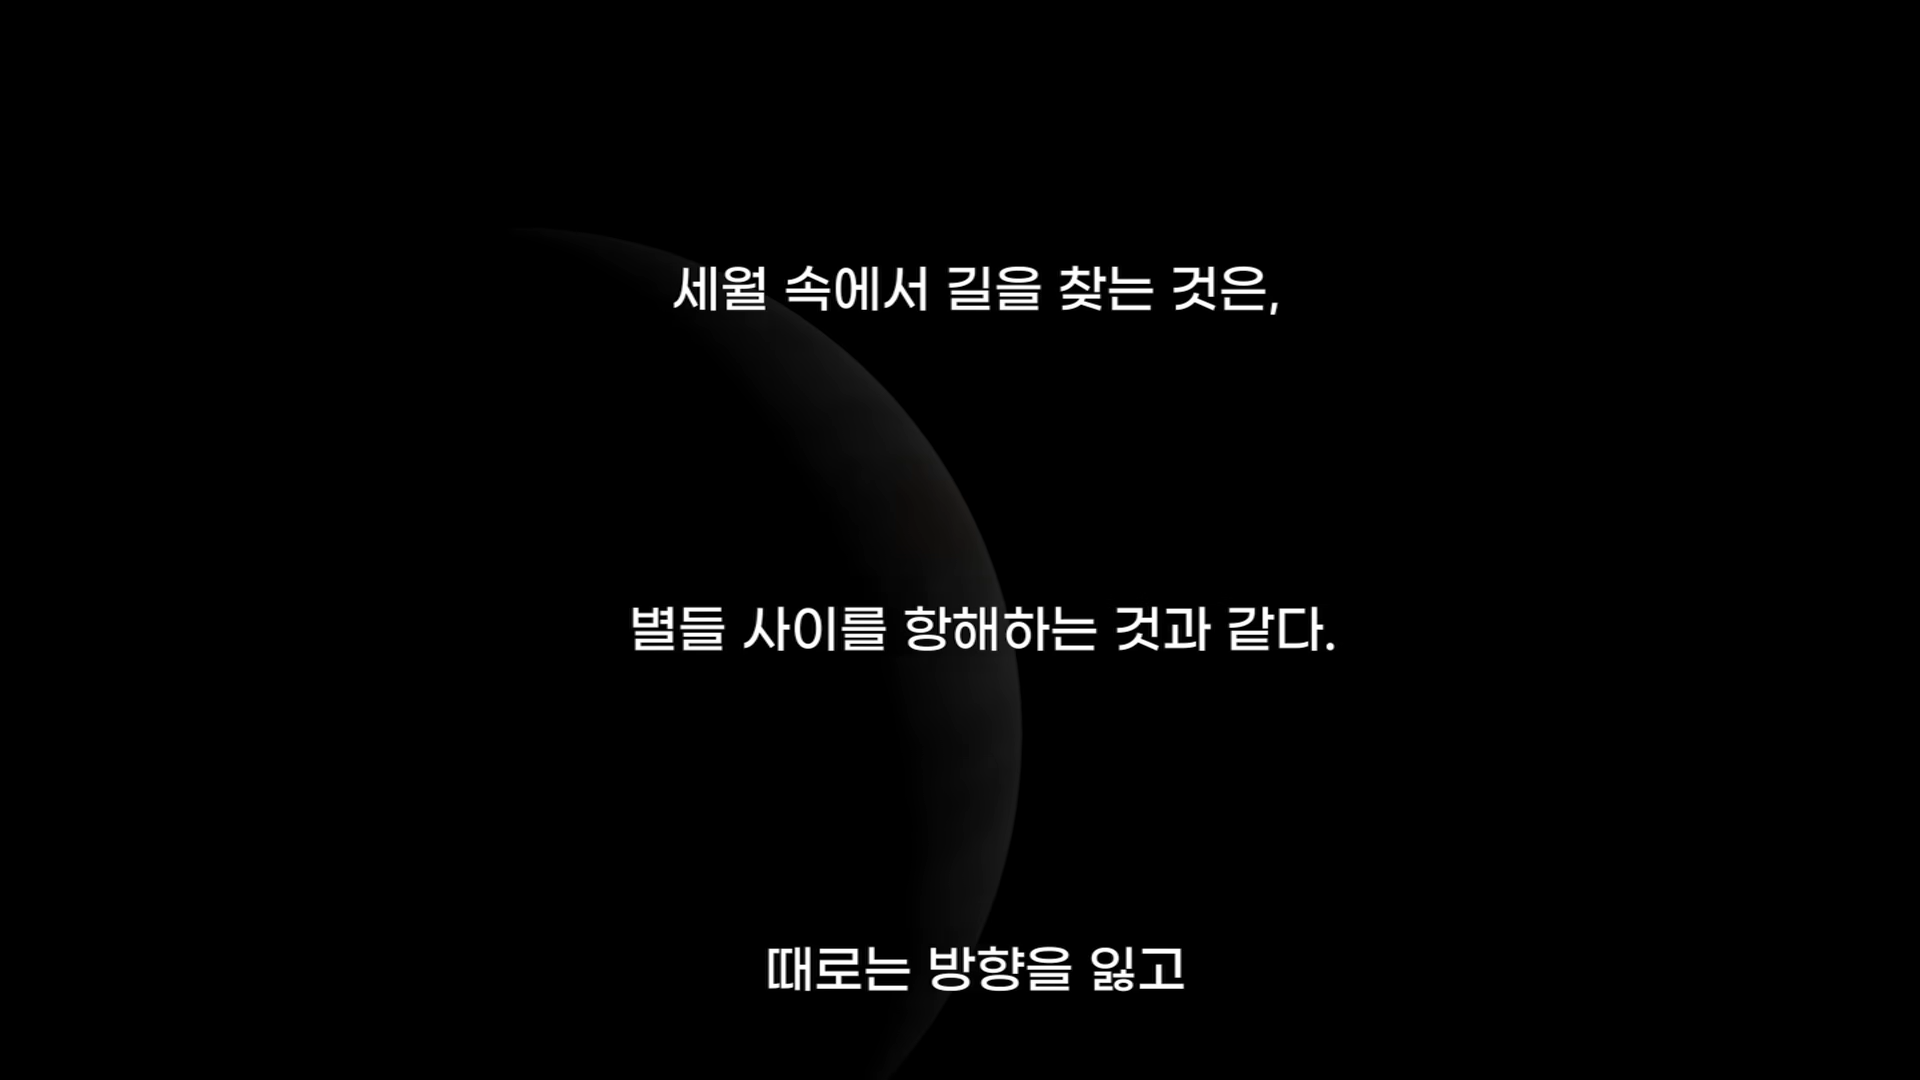 세월 속에서 길을 찾는 것은,
별들 사이를 항해하는 것과 같다.
때로는 방향을 잃고